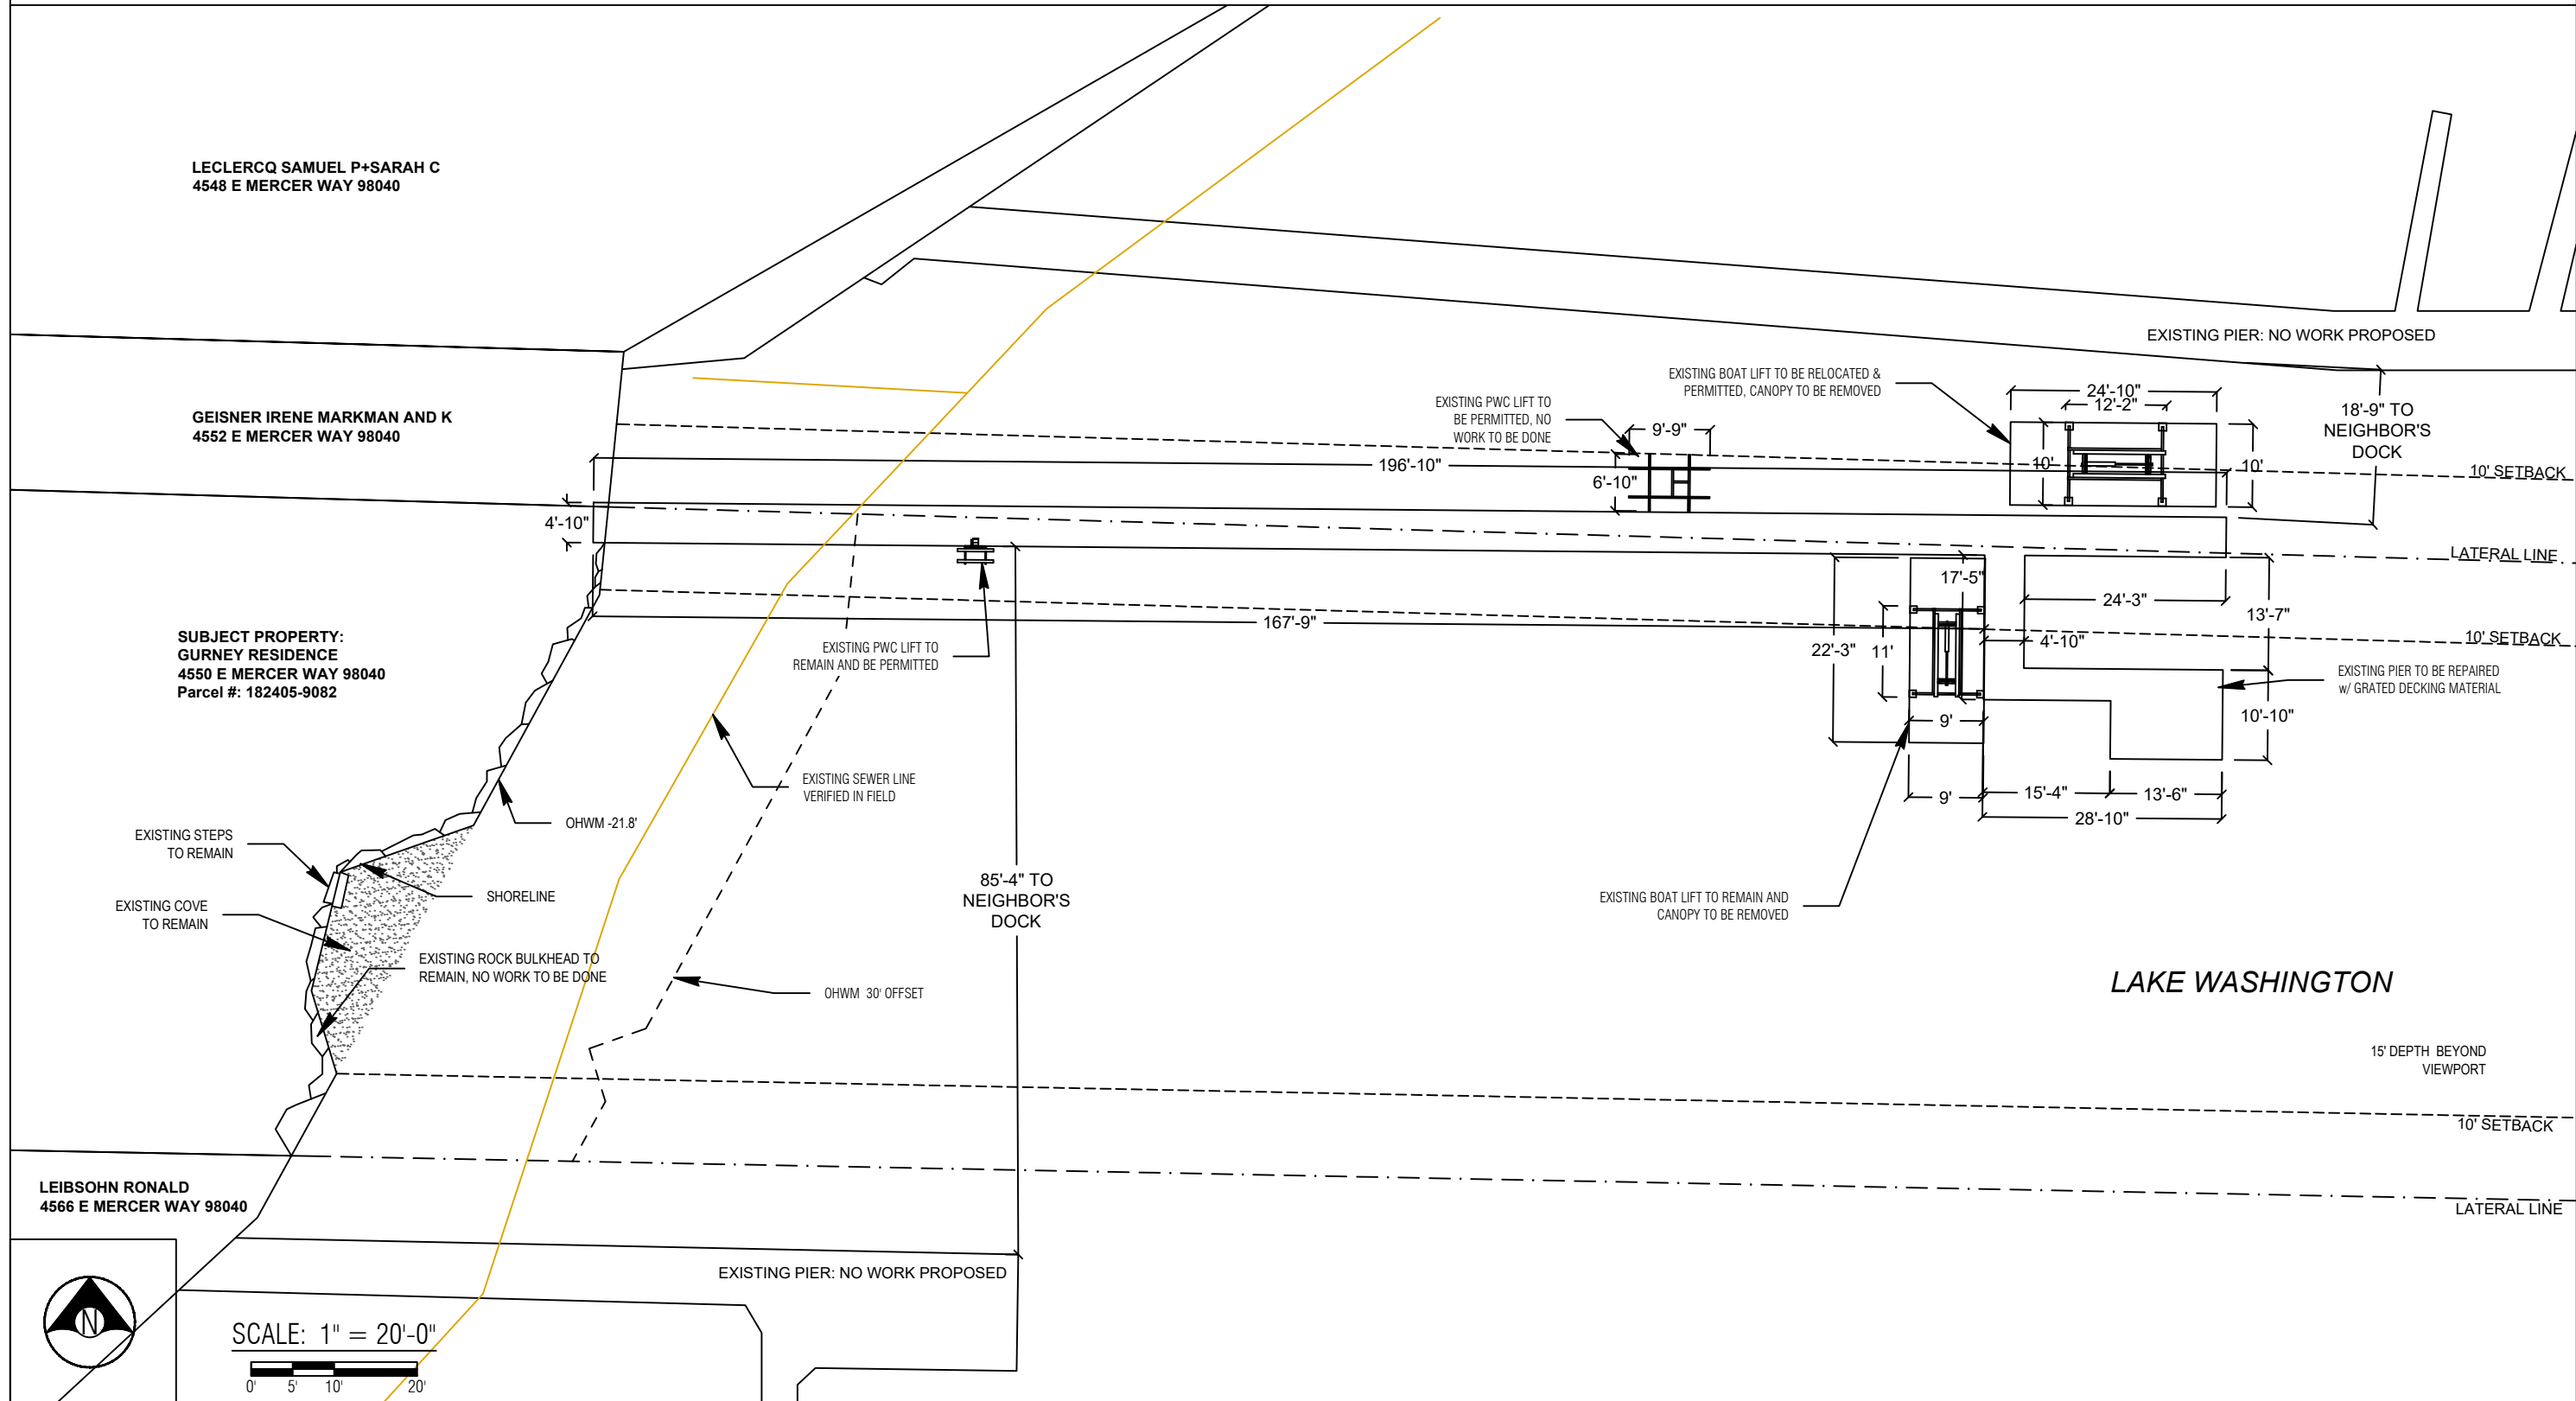 LECLERCQ SAMUEL P+SARAH C
4548 E MERCER WAY 98040
EXISTING PIER: NO WORK PROPOSED
EXISTING BOAT LIFT TO BE RELOCATED &
PERMITTED, CANOPY TO BE REMOVED
24'-10"
12'-2"
18'-9" TO
NEIGHBOR'S
DOCK
GEISNER IRENE MARKMAN AND K
4552 E MERCER WAY 98040
EXISTING PWC LIFT TO
BE PERMITTED, NO
WORK TO BE DONE
9'-9"
196'-10"
6'-10"
10'
10'
10' SETBACK
4'-10"
LATERAL LINE
17'-5"
24'-3"
13'-7"
167'-9"
10' SETBACK
4'-10"
22'-3"
11'
SUBJECT PROPERTY:
GURNEY RESIDENCE
4550 E MERCER WAY 98040
Parcel #: 182405-9082
EXISTING PWC LIFT TO
REMAIN AND BE PERMITTED
EXISTING PIER TO BE REPAIRED
w/ GRATED DECKING MATERIAL
10'-10"
9'
EXISTING SEWER LINE
VERIFIED IN FIELD
9'
15'-4"
13'-6"
28'-10"
OHWM -21.8'
EXISTING STEPS
TO REMAIN
SHORELINE
85'-4" TO
NEIGHBOR'S
DOCK
EXISTING BOAT LIFT TO REMAIN AND
CANOPY TO BE REMOVED
EXISTING COVE
TO REMAIN
EXISTING ROCK BULKHEAD TO
REMAIN, NO WORK TO BE DONE
OHWM 30' OFFSET
LAKE WASHINGTON
15' DEPTH BEYOND
VIEWPORT
10' SETBACK
LEIBSOHN RONALD
4566 E MERCER WAY 98040
LATERAL LINE
EXISTING PIER: NO WORK PROPOSED
N
SCALE: 1" = 20'-0"
0' 5' 10' 20'